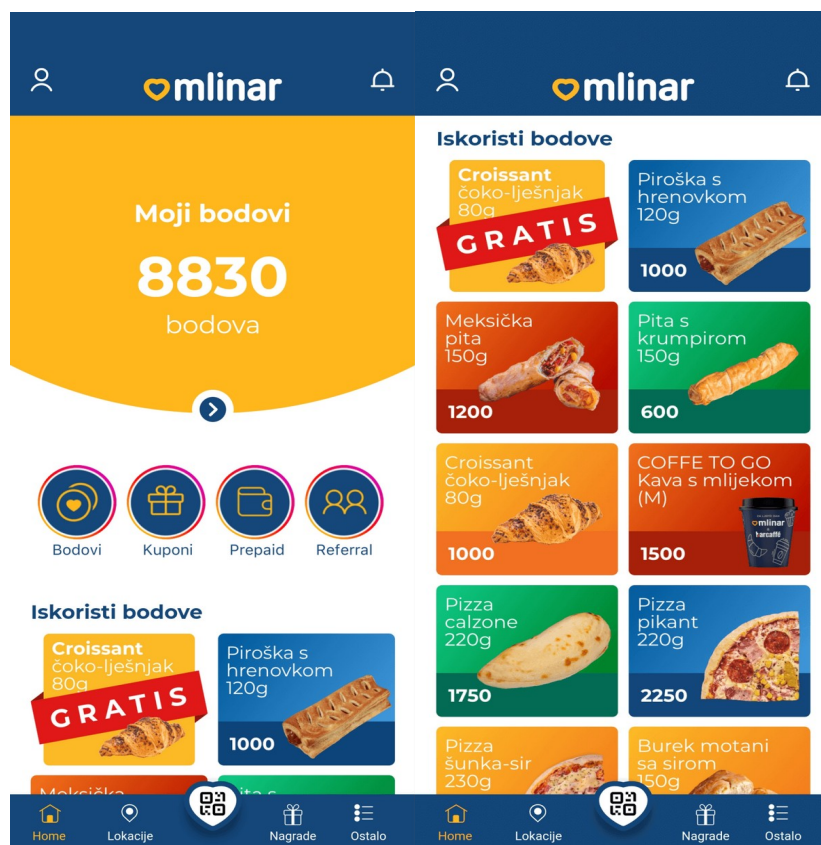 mlinar
Moji bodovi
8830
bodova
Bodovi
Kuponi
Prepaid
Referral
Iskoristi bodove
Croissant
čoko-lješnjak
80g
GRATIS
Piroška s
hrenovkom
120g
1000
Meksička
Pita s
Home
Lokacije
Nagrade
Ostalo
mlinar
Iskoristi bodove
Croissant
čoko-lješnjak
80g
GRATIS
Piroška s
hrenovkom
120g
1000
Meksička
pita
150g
1200
Pita s
krumpirom
150g
600
Croissant
čoko-lješnjak
80g
1000
COFFE TO GO
Kava s mlijekom
(M)
mlinar
barcaffè
1500
Pizza
calzone
220g
1750
Pizza
pikant
220g
2250
Pizza
šunka-sir
230g
Burek motani
sa sirom
150g
Home
Lokacije
Nagrade
Ostalo